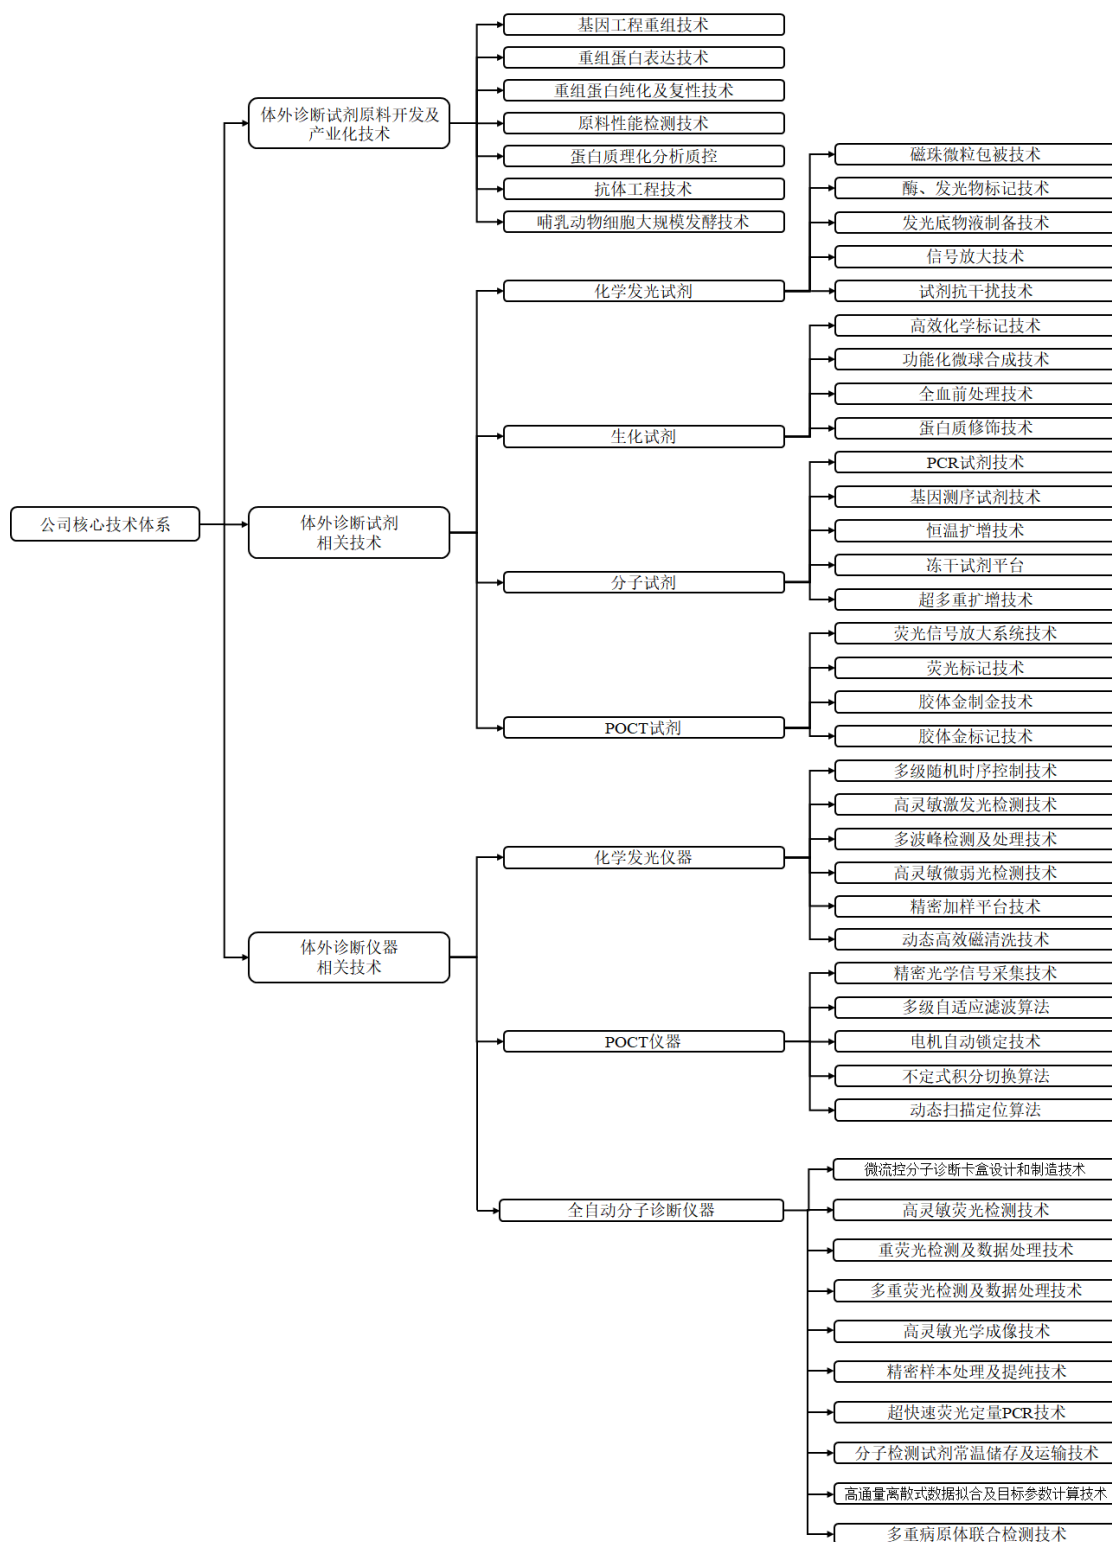 公司核心技术体系
体外诊断试剂原料开发及
产业化技术
基因工程重组技术
重组蛋白表达技术
重组蛋白纯化及复性技术
原料性能检测技术
蛋白质理化分析质控
抗体工程技术
哺乳动物细胞大规模发酵技术
体外诊断试剂
相关技术
化学发光试剂
磁珠微粒包被技术
酶、发光物标记技术
发光底物液制备技术
信号放大技术
试剂抗干扰技术
生化试剂
高效化学标记技术
功能化微球合成技术
全血前处理技术
蛋白质修饰技术
分子试剂
PCR试剂技术
基因测序试剂技术
恒温扩增技术
冻干试剂平台
超多重扩增技术
POCT试剂
荧光信号放大系统技术
荧光标记技术
胶体金制金技术
胶体金标记技术
体外诊断仪器
相关技术
化学发光仪器
多级随机时序控制技术
高灵敏激发光检测技术
多波峰检测及处理技术
高灵敏微弱光检测技术
精密加样平台技术
动态高效磁清洗技术
POCT仪器
精密光学信号采集技术
多级自适应滤波算法
电机自动锁定技术
不定式积分切换算法
动态扫描定位算法
全自动分子诊断仪器
微流控分子诊断卡盒设计和制造技术
高灵敏荧光检测技术
重荧光检测及数据处理技术
多重荧光检测及数据处理技术
高灵敏光学成像技术
精密样本处理及提纯技术
超快速荧光定量PCR技术
分子检测试剂常温储存及运输技术
高通量离散式数据拟合及目标参数计算技术
多重病原体联合检测技术